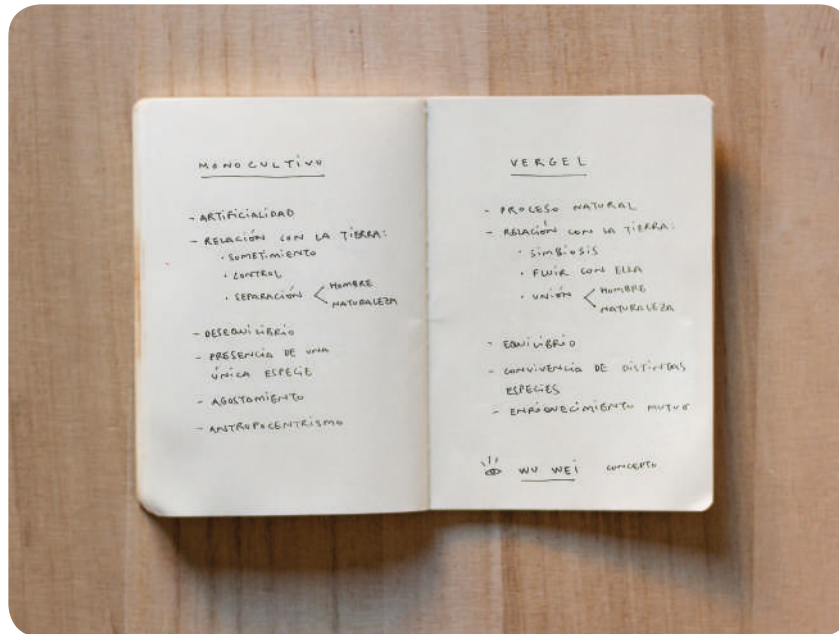 MONOCULTIVO
- ARTIFICIALIDAD
- RELACIÓN CON LA TIERRA:
· SOMETIMIENTO
· CONTROL
· SEPARACIÓN < HOMBRE
NATURALEZA
- DESEQUILIBRIO
- PRESENCIA DE UNA
ÚNICA ESPECIE
- AGOSTAMIENTO
- ANTROPOCENTRISMO
VERGEL
- PROCESO NATURAL
- RELACIÓN CON LA TIERRA:
· SIMBIOSIS
· FLUIR CON ELLA
· UNIÓN < HOMBRE
NATURALEZA
- EQUILIBRIO
- CONVIVENCIA DE DISTINTAS
ESPECIES
- ENRIQUECIMIENTO MUTUO
WU WEI CONCEPTO